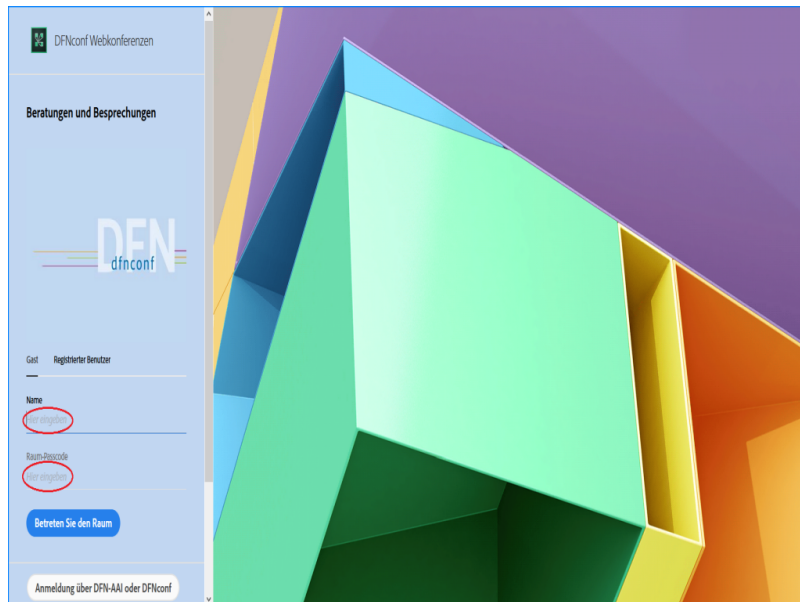 DFNconf Webkonferenzen
Beratungen und Besprechungen
DFN
dfnconf
Gast Registrierter Benutzer
Name
Hier eingeben
Raum-Passcode
Hier eingeben
Betreten Sie den Raum
Anmeldung über DFN-AAI oder DFNconf